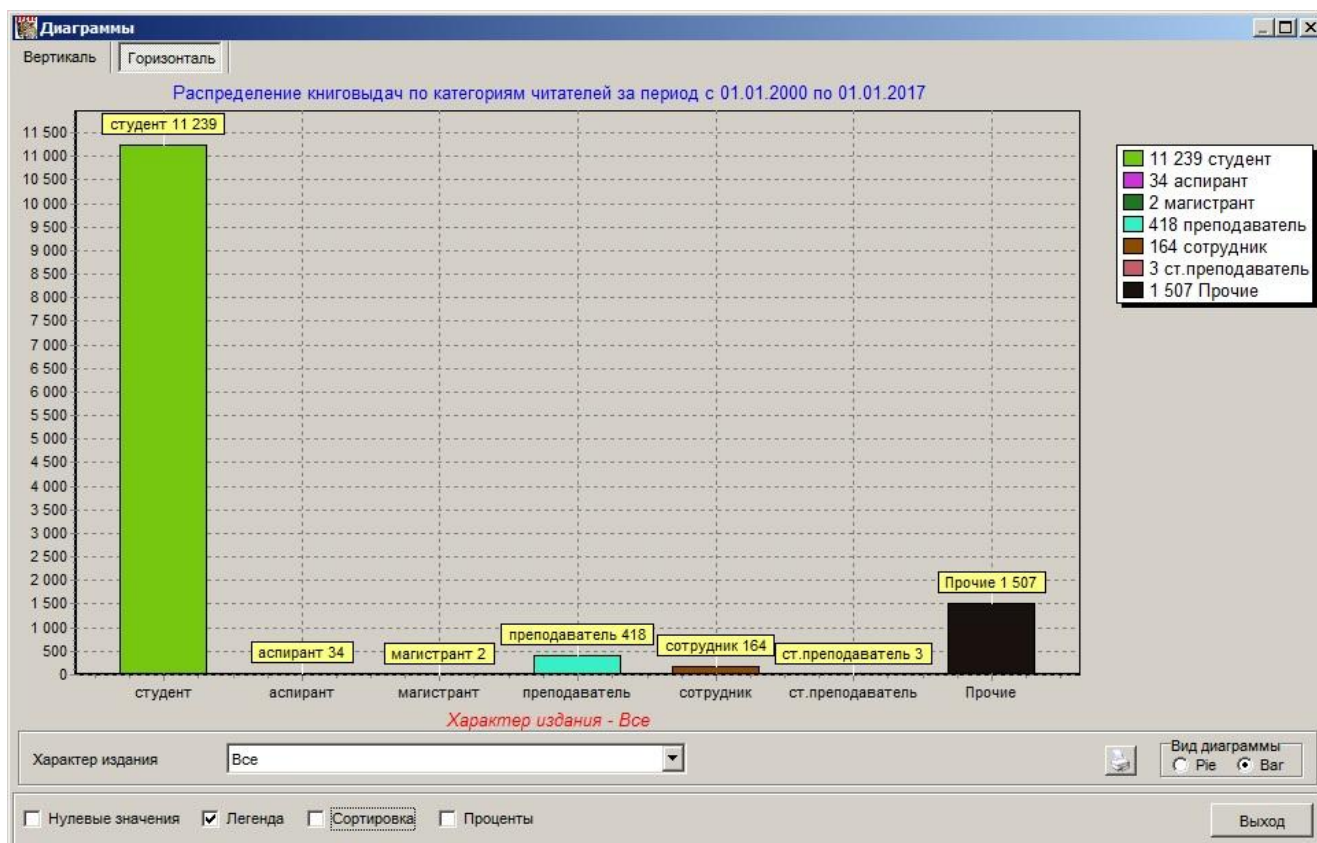 Диаграммы
Вертикаль Горизонталь
Распределение книговыдач по категориям читателей за период с 01.01.2000 по 01.01.2017
студент 11 239
11 500
11 000
10 500
10 000
9 500
9 000
8 500
8 000
7 500
7 000
6 500
6 000
5 500
5 000
4 500
4 000
3 500
3 000
2 500
2 000
1 500
1 000
500
0
11 239 студент
34 аспирант
2 магистрант
418 преподаватель
164 сотрудник
3 ст.преподаватель
1 507 Прочие
аспирант 34
магистрант 2
преподаватель 418
сотрудник 164
ст.преподаватель 3
Прочие 1 507
студент аспирант магистрант преподаватель сотрудник ст.преподаватель Прочие
Характер издания - Все
Характер издания Все
Вид диаграммы
Pie Bar
Нулевые значения Легенда Сортировка Проценты Выход